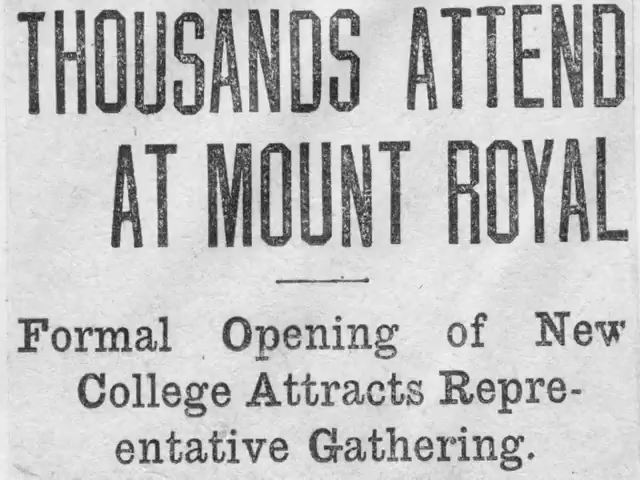 THOUSANDS ATTEND
AT MOUNT ROYAL
Formal Opening of New
College Attracts Repre-
entative Gathering.